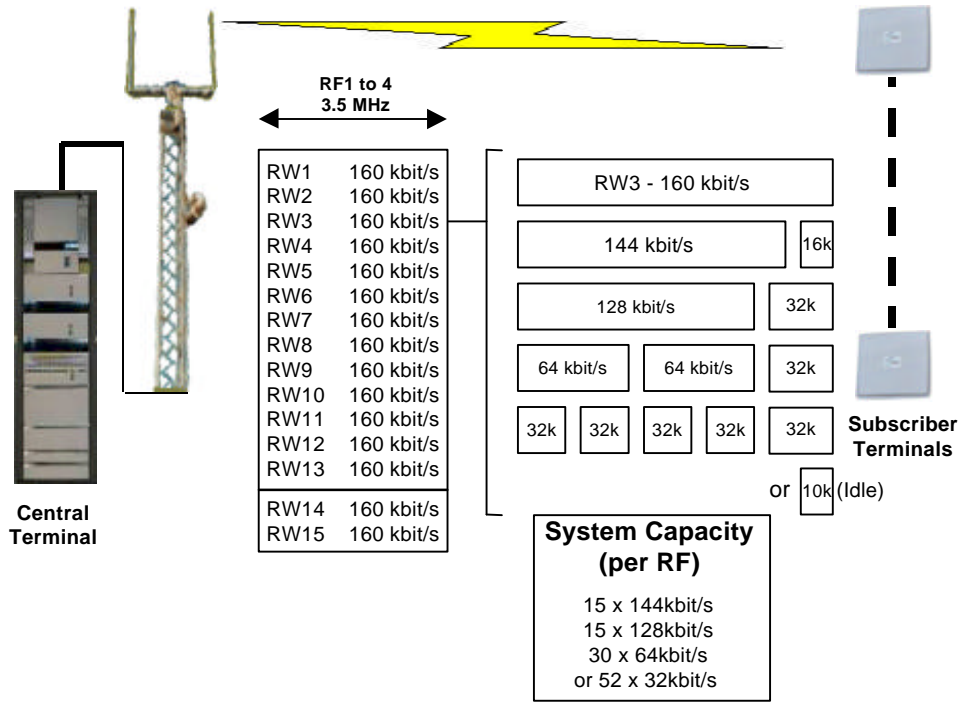 RF1 to 4
3.5 MHz
RW1 160 kbit/s
RW2 160 kbit/s
RW3 160 kbit/s
RW4 160 kbit/s
RW5 160 kbit/s
RW6 160 kbit/s
RW7 160 kbit/s
RW8 160 kbit/s
RW9 160 kbit/s
RW10 160 kbit/s
RW11 160 kbit/s
RW12 160 kbit/s
RW13 160 kbit/s
RW14 160 kbit/s
RW15 160 kbit/s
RW3 - 160 kbit/s
144 kbit/s 16k
128 kbit/s 32k
64 kbit/s 64 kbit/s 32k
32k 32k 32k 32k 32k
or 10k (Idle)
Subscriber
Terminals
Central
Terminal
System Capacity
(per RF)
15 x 144kbit/s
15 x 128kbit/s
30 x 64kbit/s
or 52 x 32kbit/s